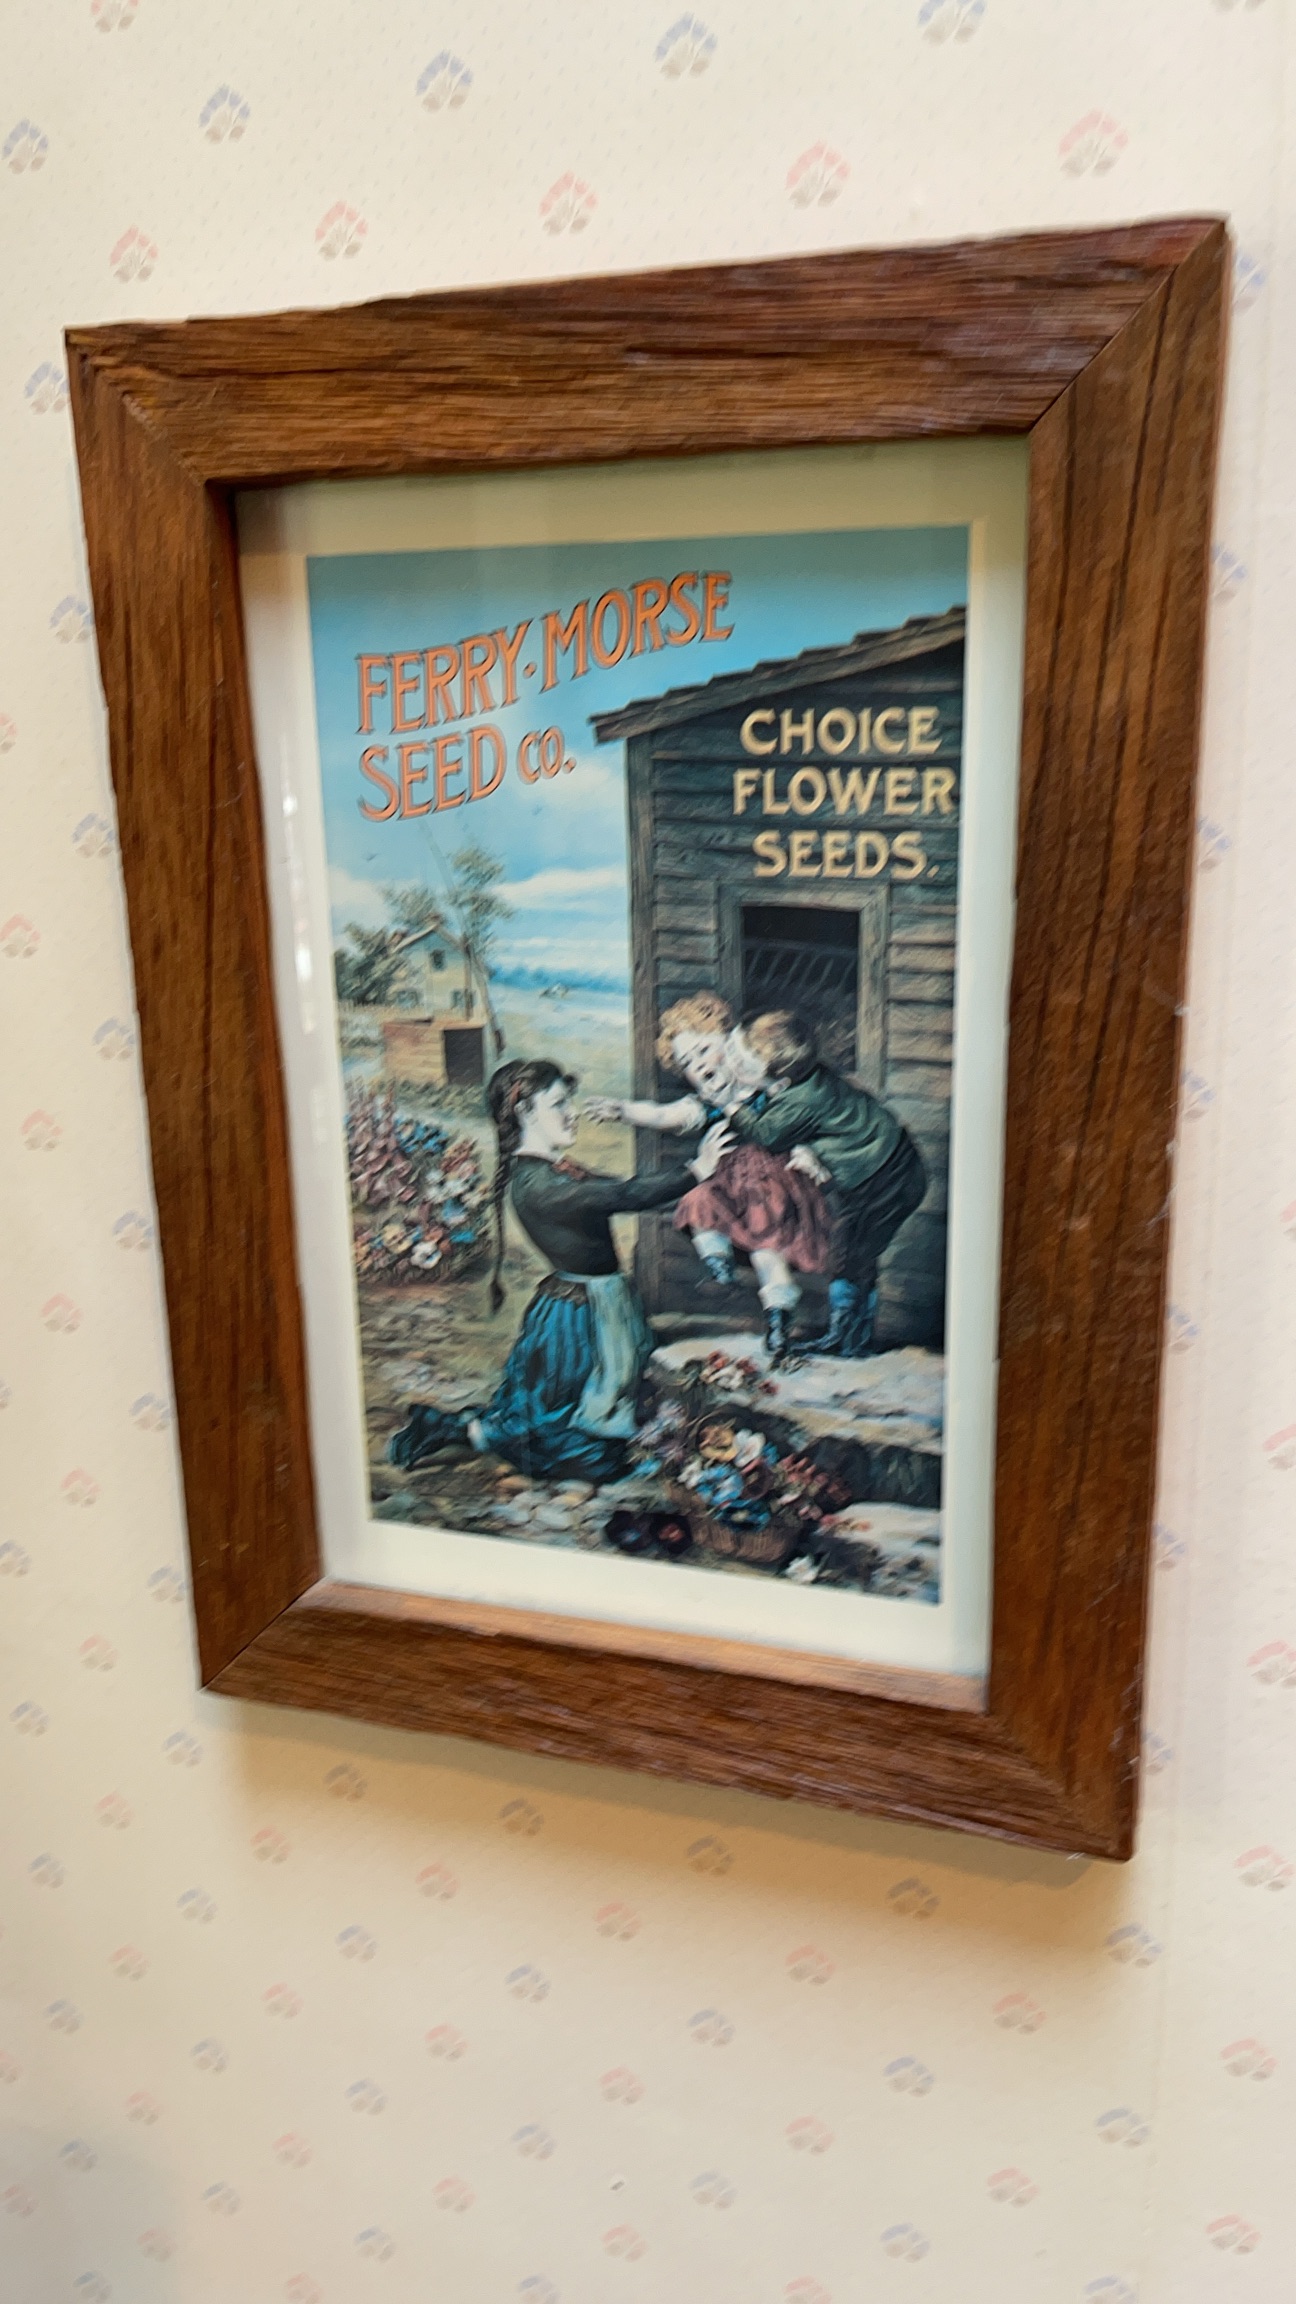 FERRY·MORSE
SEED CO.
CHOICE
FLOWER
SEEDS.